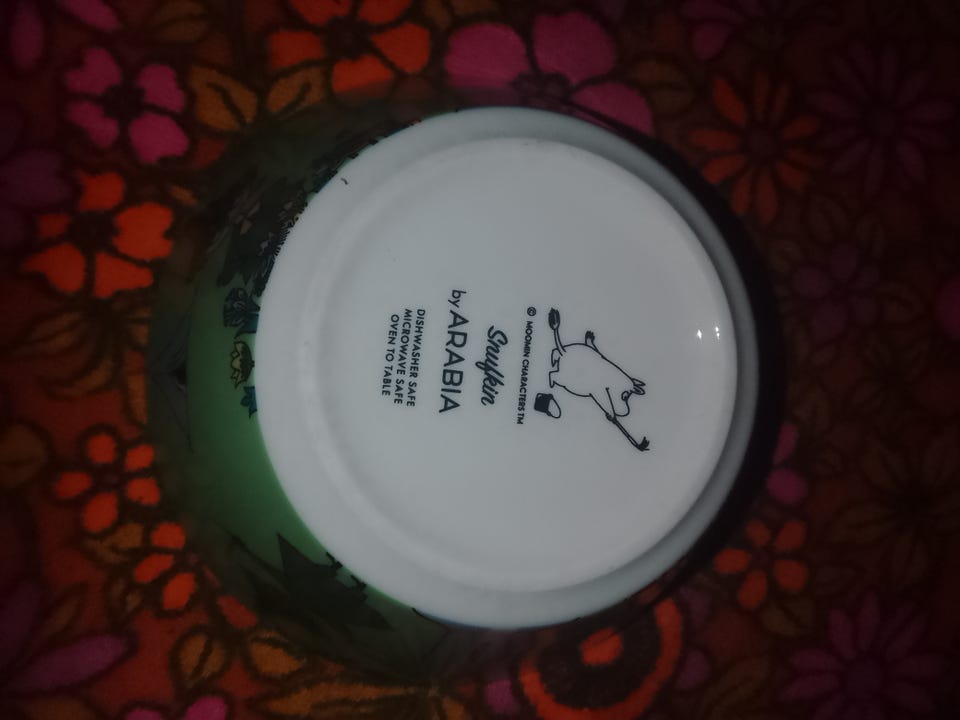 © MOOMIN CHARACTERS TM
Snufkin
by ARABIA
DISHWASHER SAFE
MICROWAVE SAFE
OVEN TO TABLE